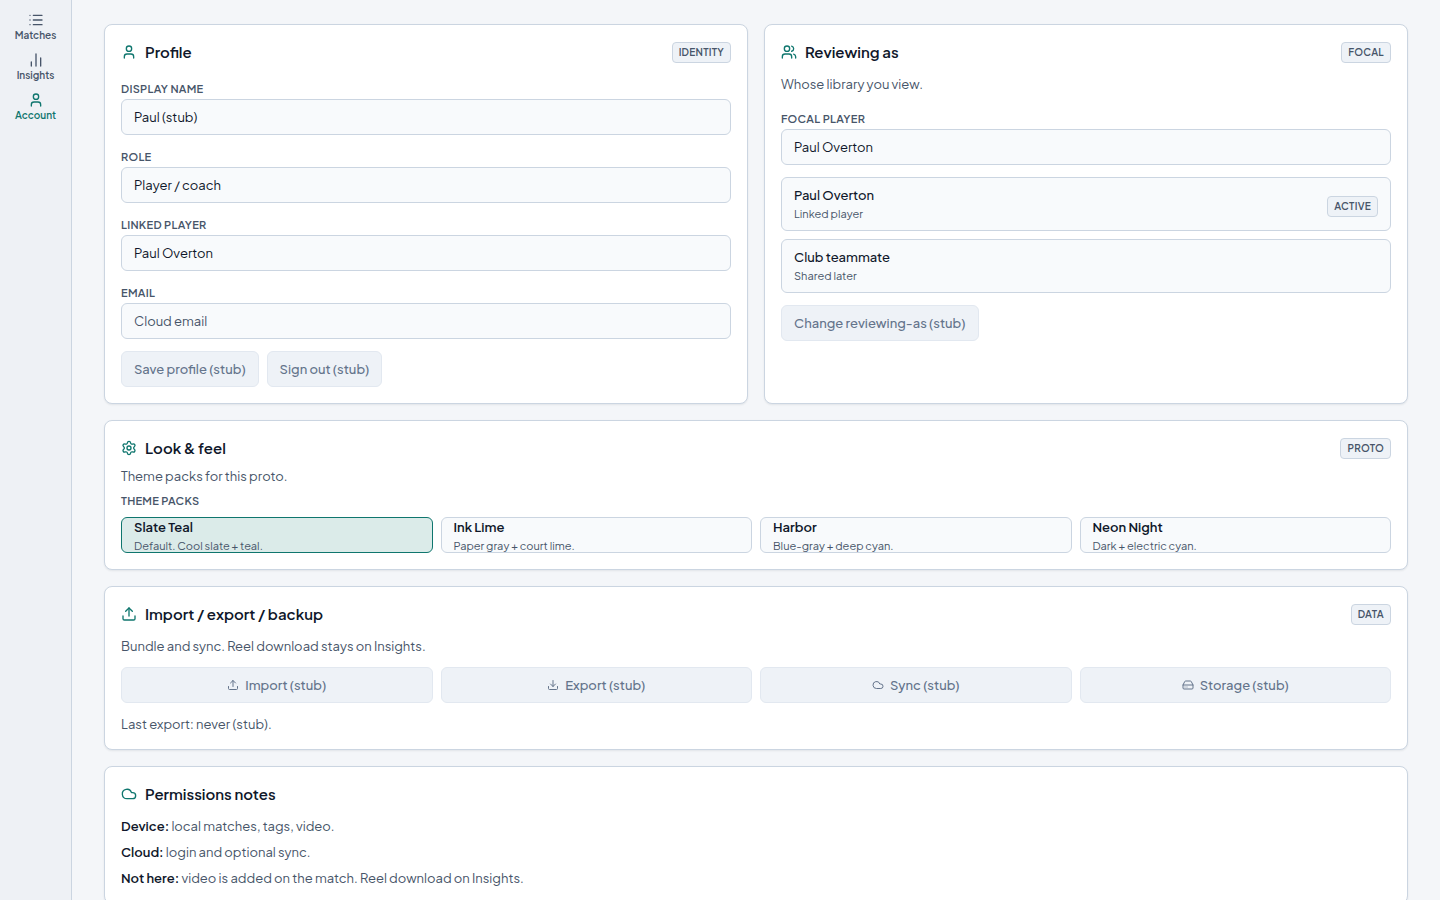 Matches
Insights
Account
Profile
IDENTITY
DISPLAY NAME
Paul (stub)
ROLE
Player / coach
LINKED PLAYER
Paul Overton
EMAIL
Cloud email
Save profile (stub)
Sign out (stub)
Reviewing as
FOCAL
Whose library you view.
FOCAL PLAYER
Paul Overton
Paul Overton
Linked player
ACTIVE
Club teammate
Shared later
Change reviewing-as (stub)
Look & feel
PROTO
Theme packs for this proto.
THEME PACKS
Slate Teal
Default. Cool slate + teal.
Ink Lime
Paper gray + court lime.
Harbor
Blue-gray + deep cyan.
Neon Night
Dark + electric cyan.
Import / export / backup
DATA
Bundle and sync. Reel download stays on Insights.
Import (stub)
Export (stub)
Sync (stub)
Storage (stub)
Last export: never (stub).
Permissions notes
Device: local matches, tags, video.
Cloud: login and optional sync.
Not here: video is added on the match. Reel download on Insights.